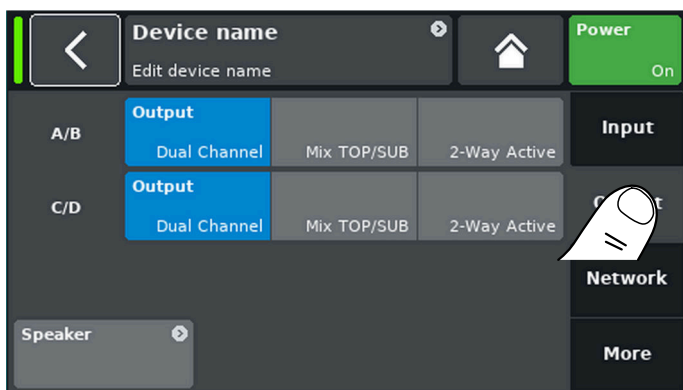 Device name
Edit device name
Power
On
A/B
Output
Dual Channel
Mix TOP/SUB
2-Way Active
Input
C/D
Output
Dual Channel
Mix TOP/SUB
2-Way Active
Network
Speaker
More